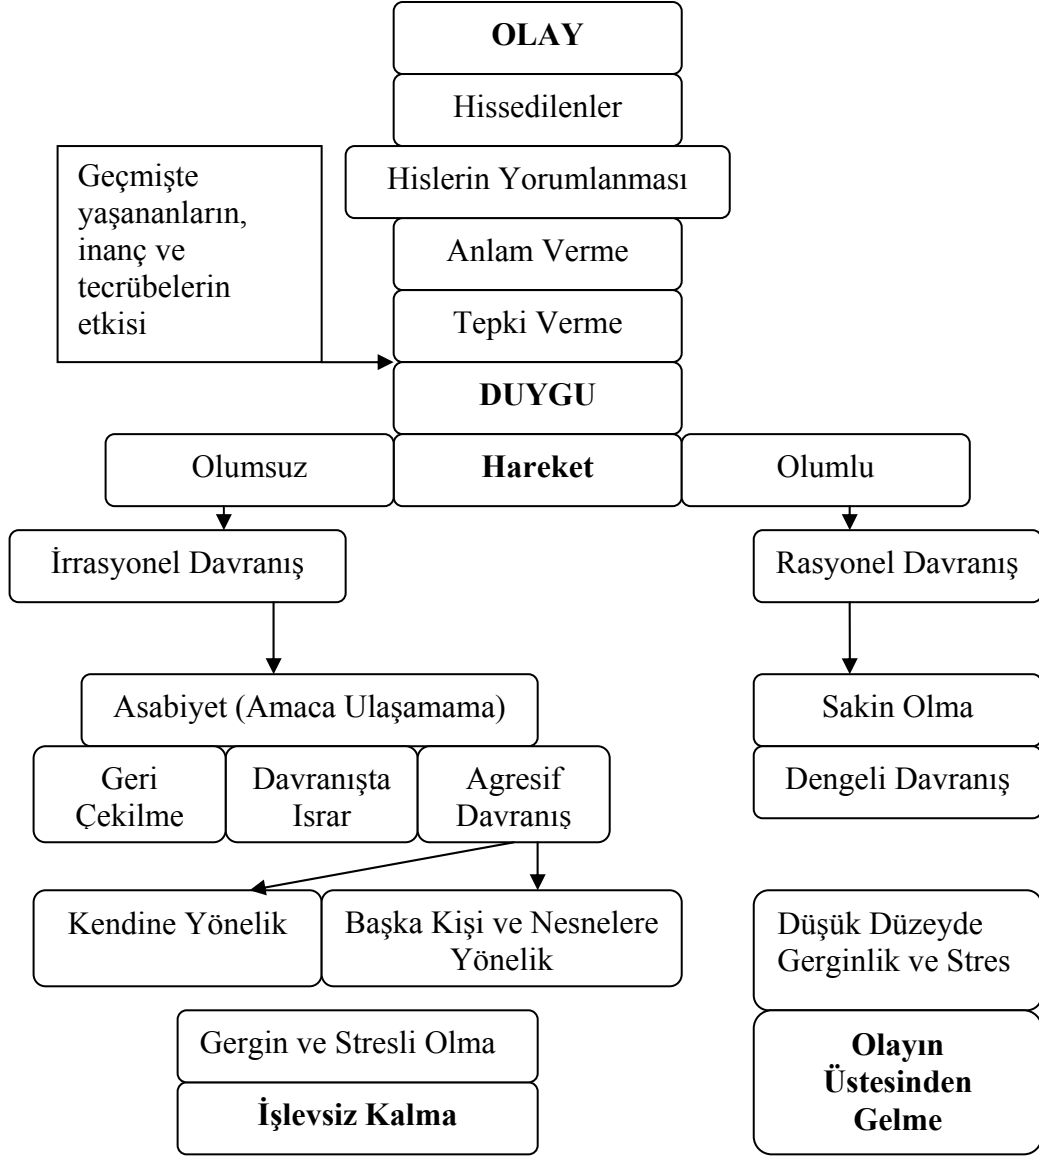 OLAY
Hissedilenler
Hislerin Yorumlanması
Geçmişte
yaşananların,
inanç ve
tecrübelerin
etkisi
Anlam Verme
Tepki Verme
DUYGU
Olumsuz
Hareket
Olumlu
İrrasyonel Davranış
Rasyonel Davranış
Asabiyet (Amaca Ulaşamama)
Sakin Olma
Geri
Çekilme
Davranışta
Israr
Agresif
Davranış
Dengeli Davranış
Kendine Yönelik
Başka Kişi ve Nesnelere
Yönelik
Düşük Düzeyde
Gerginlik ve Stres
Gergin ve Stresli Olma
İşlevsiz Kalma
Olayın
Üstesinden
Gelme